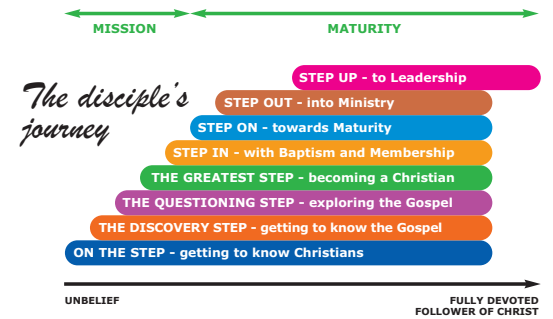 MISSION
MATURITY
The disciple's
journey
STEP UP - to Leadership
STEP OUT - into Ministry
STEP ON - towards Maturity
STEP IN - with Baptism and Membership
THE GREATEST STEP - becoming a Christian
THE QUESTIONING STEP - exploring the Gospel
THE DISCOVERY STEP - getting to know the Gospel
ON THE STEP - getting to know Christians
UNBELIEF
FULLY DEVOTED
FOLLOWER OF CHRIST